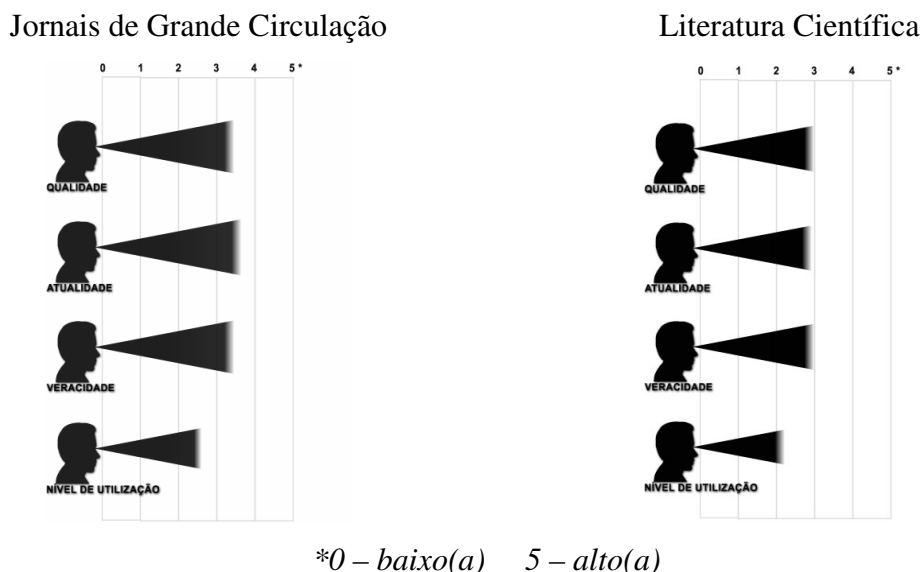 Jornais de Grande Circulação
0 1 2 3 4 5 *
QUALIDADE
ATUALIDADE
VERACIDADE
NÍVEL DE UTILIZAÇÃO
Literatura Científica
0 1 2 3 4 5 *
QUALIDADE
ATUALIDADE
VERACIDADE
NÍVEL DE UTILIZAÇÃO
*0 – baixo(a) 5 – alto(a)